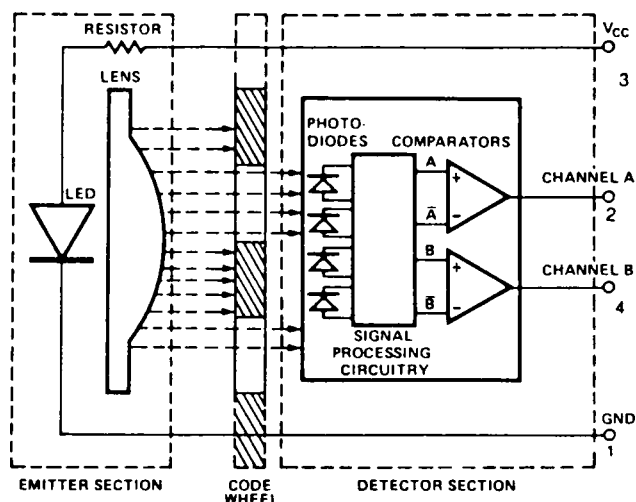 RESISTOR
VCC
3
LENS
LED
PHOTO-
DIODES
COMPARATORS
A
+
CHANNEL A
Ā
−
2
B
+
CHANNEL B
B̄
−
4
SIGNAL
PROCESSING
CIRCUITRY
GND
1
EMITTER SECTION
CODE
WHEEL
DETECTOR SECTION